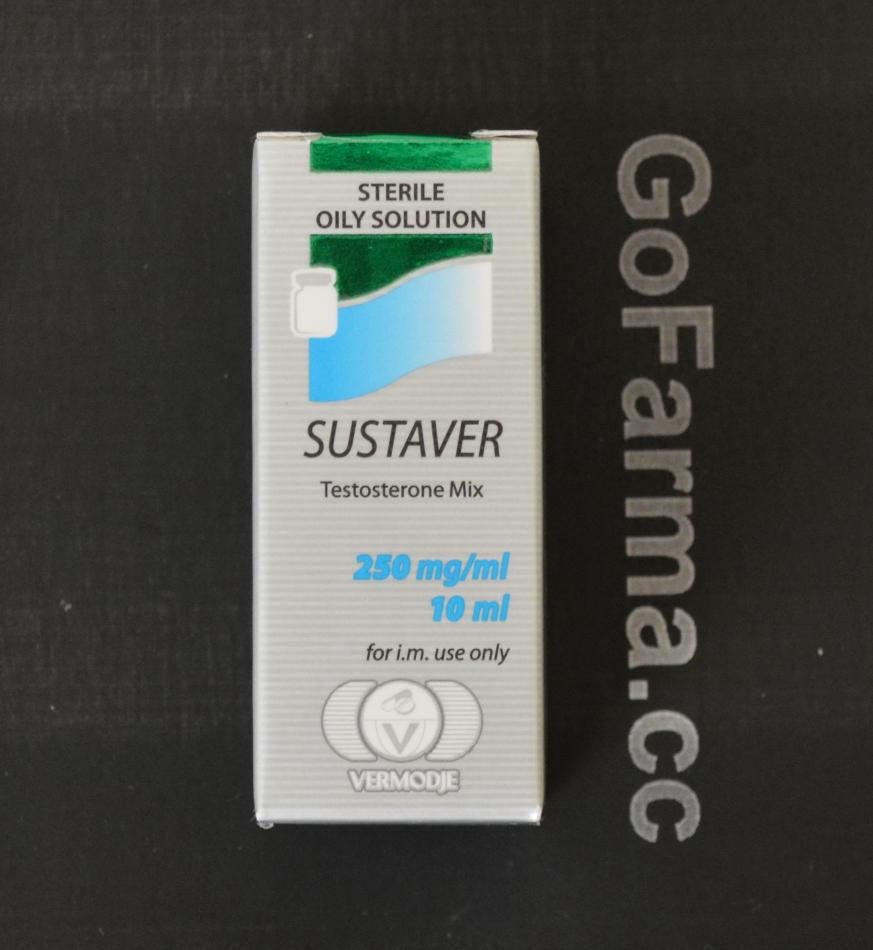 STERILE
OILY SOLUTION
SUSTAVER
Testosterone Mix
250 mg/ml
10 ml
for i.m. use only
V
VERMODJE
GoFarma.cc